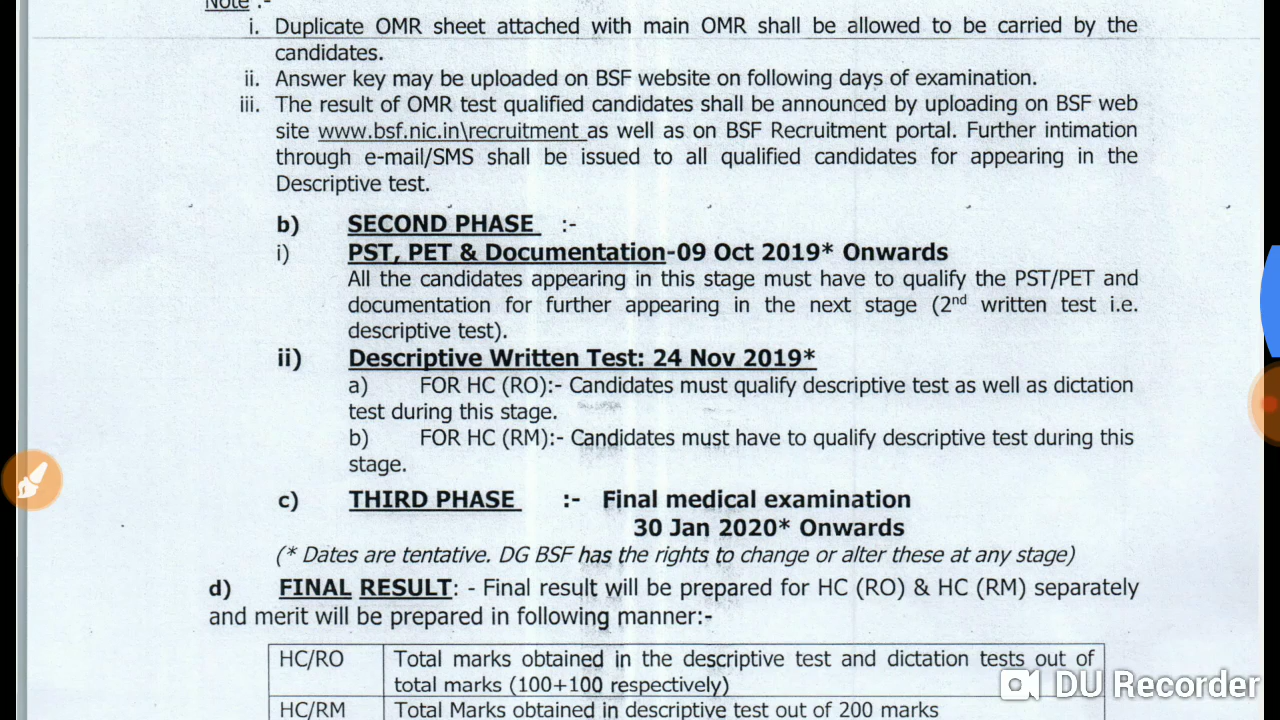 Note :-
i. Duplicate OMR sheet attached with main OMR shall be allowed to be carried by the
candidates.
ii. Answer key may be uploaded on BSF website on following days of examination.
iii. The result of OMR test qualified candidates shall be announced by uploading on BSF web
site www.bsf.nic.in\recruitment as well as on BSF Recruitment portal. Further intimation
through e-mail/SMS shall be issued to all qualified candidates for appearing in the
Descriptive test.
b) SECOND PHASE :-
i) PST, PET & Documentation-09 Oct 2019* Onwards
All the candidates appearing in this stage must have to qualify the PST/PET and
documentation for further appearing in the next stage (2nd written test i.e.
descriptive test).
ii) Descriptive Written Test: 24 Nov 2019*
a) FOR HC (RO):- Candidates must qualify descriptive test as well as dictation
test during this stage.
b) FOR HC (RM):- Candidates must have to qualify descriptive test during this
stage.
c) THIRD PHASE :- Final medical examination
30 Jan 2020* Onwards
(* Dates are tentative. DG BSF has the rights to change or alter these at any stage)
d) FINAL RESULT: - Final result will be prepared for HC (RO) & HC (RM) separately
and merit will be prepared in following manner:-
HC/RO Total marks obtained in the descriptive test and dictation tests out of
total marks (100+100 respectively)
HC/RM Total Marks obtained in descriptive test out of 200 marks
DU Recorder